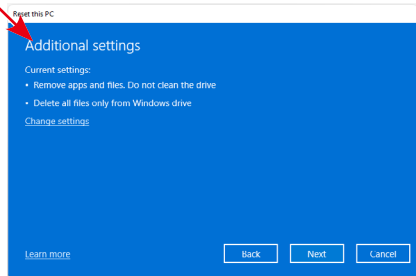 Reset this PC
Additional settings
Current settings:
• Remove apps and files. Do not clean the drive
• Delete all files only from Windows drive
Change settings
Learn more
Back
Next
Cancel